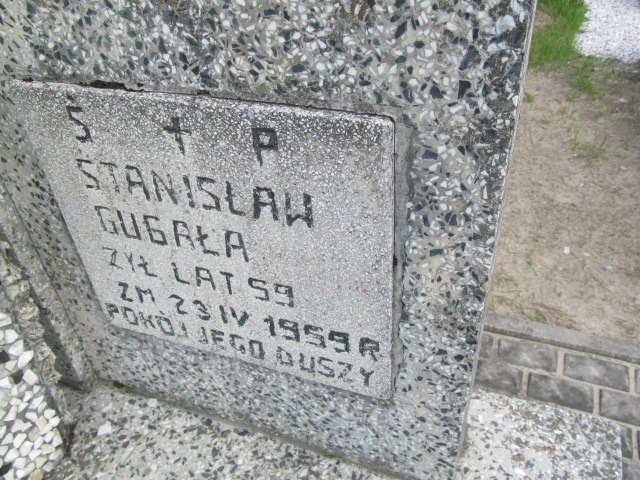 S + P
STANISŁAW
GUGAŁA
ŻYŁ LAT 59
ZM 23 IV 1959 R
POKÓJ JEGO DUSZY